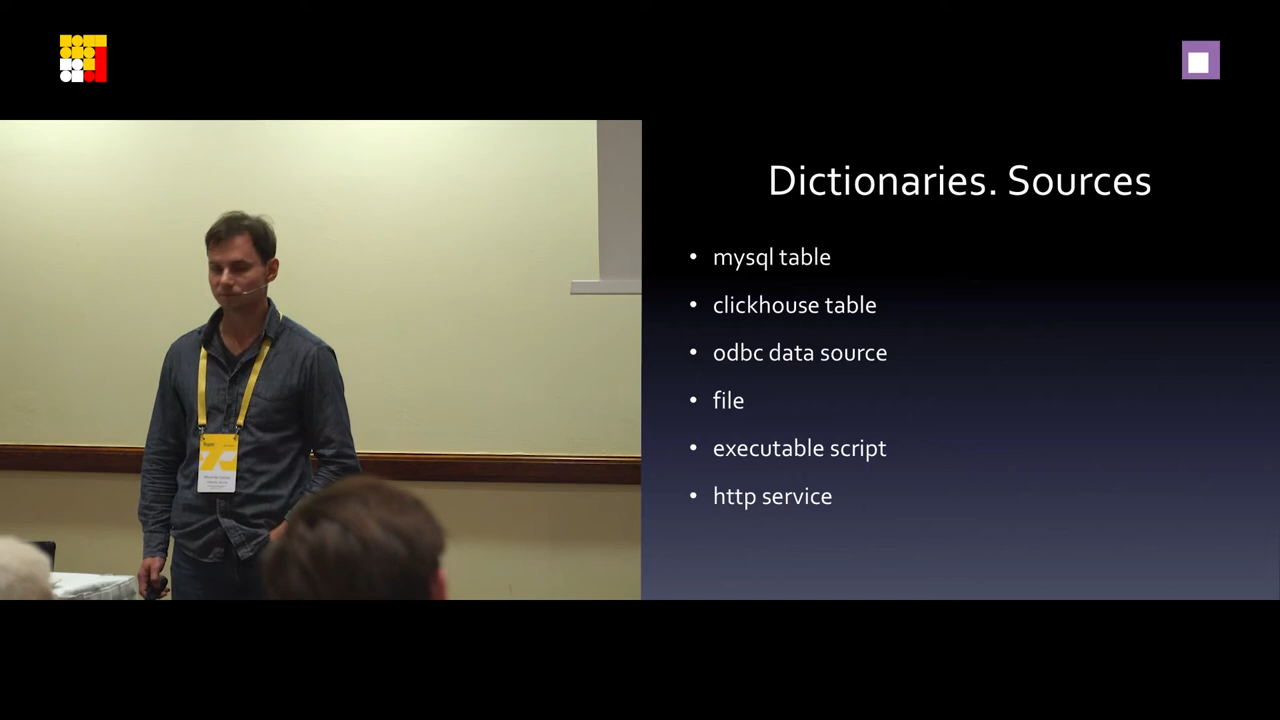 Dictionaries. Sources
• mysql table
• clickhouse table
• odbc data source
• file
• executable script
• http service